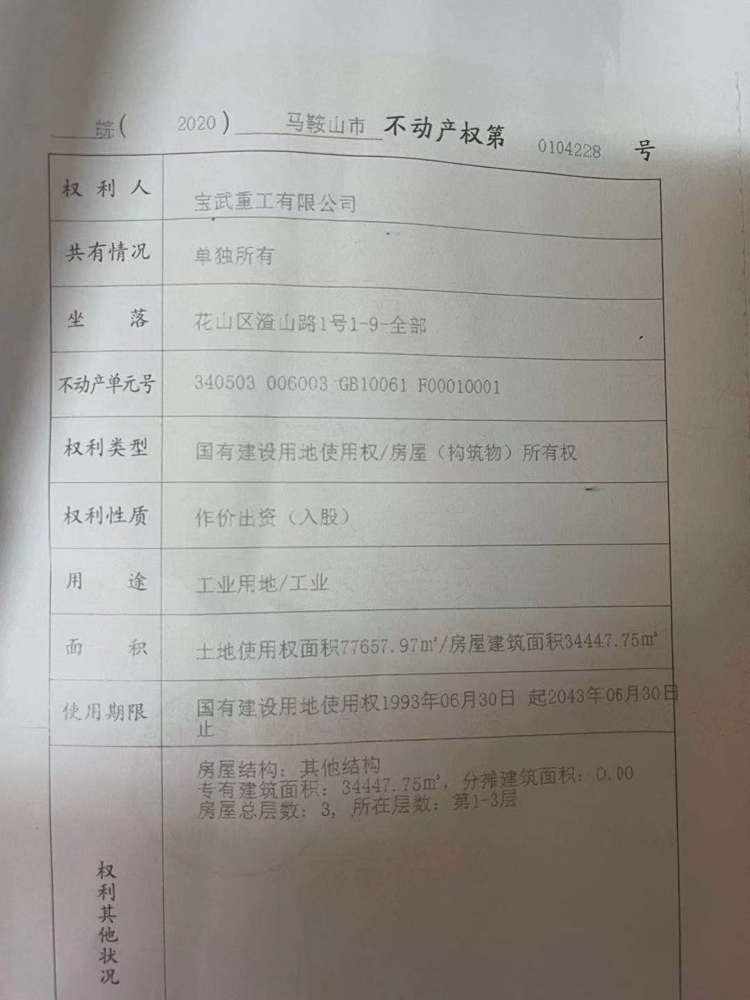 皖( 2020 ) 马鞍山市 不动产权第 0104228 号
权利人 宝武重工有限公司
共有情况 单独所有
坐落 花山区渣山路1号1-9-全部
不动产单元号 340503 006003 GB10061 F00010001
权利类型 国有建设用地使用权/房屋（构筑物）所有权
权利性质 作价出资（入股）
用途 工业用地/工业
面积 土地使用权面积77657.97㎡/房屋建筑面积34447.75㎡
使用期限 国有建设用地使用权1993年06月30日 起2043年06月30日
止
房屋结构：其他结构
专有建筑面积：34447.75㎡，分摊建筑面积：0.00
房屋总层数：3，所在层数：第1-3层
权利其他状况